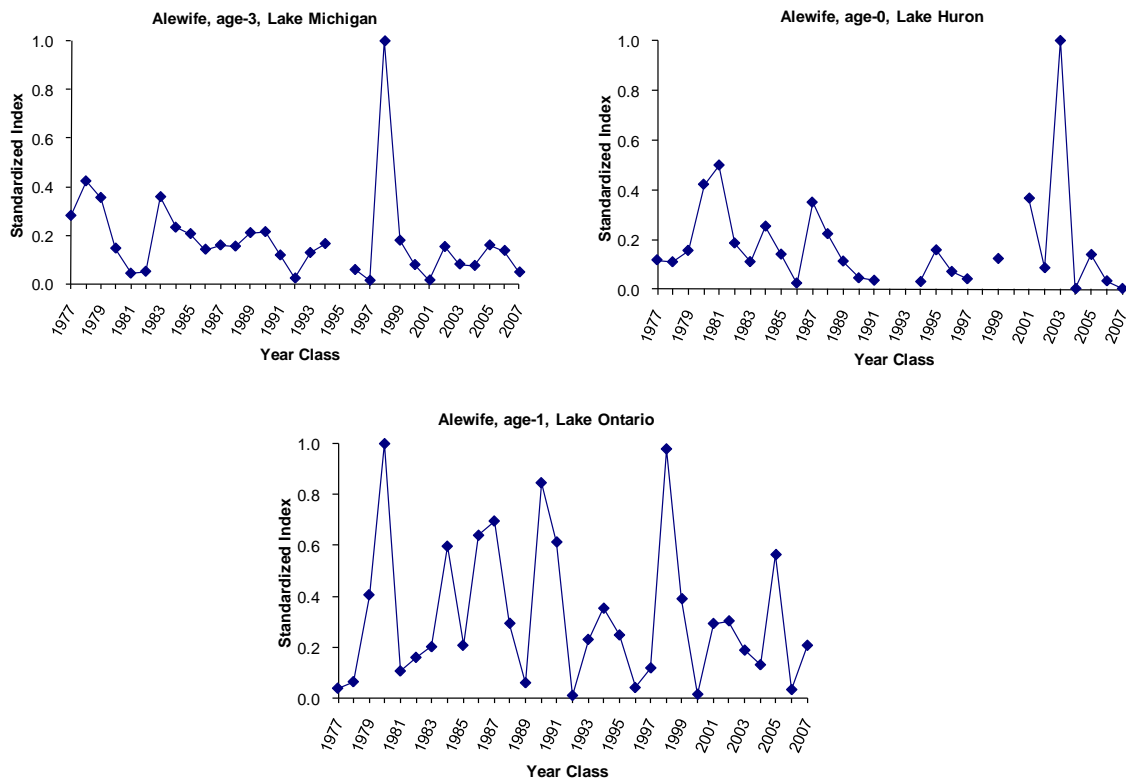 Alewife, age-3, Lake Michigan
1.0
0.8
0.6
0.4
0.2
0.0
Standardized Index
1977 1979 1981 1983 1985 1987 1989 1991 1993 1995 1997 1999 2001 2003 2005 2007
Year Class
Alewife, age-0, Lake Huron
1.0
0.8
0.6
0.4
0.2
0.0
Standardized Index
1977 1979 1981 1983 1985 1987 1989 1991 1993 1995 1997 1999 2001 2003 2005 2007
Year Class
Alewife, age-1, Lake Ontario
1.0
0.8
0.6
0.4
0.2
0.0
Standardized Index
1977 1979 1981 1983 1985 1987 1989 1991 1993 1995 1997 1999 2001 2003 2005 2007
Year Class